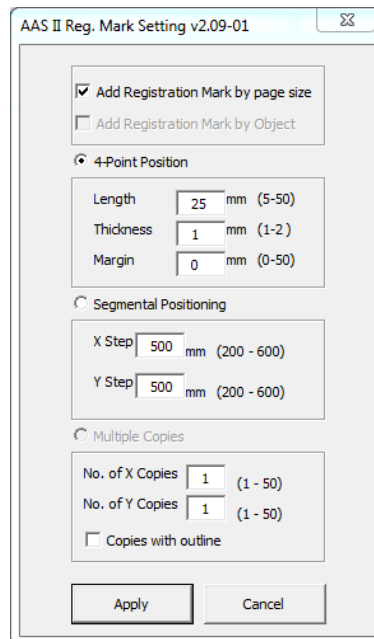 AAS II Reg. Mark Setting v2.09-01
Add Registration Mark by page size
Add Registration Mark by Object
4-Point Position
Length 25 mm (5-50)
Thickness 1 mm (1-2 )
Margin 0 mm (0-50)
Segmental Positioning
X Step 500 mm (200 - 600)
Y Step 500 mm (200 - 600)
Multiple Copies
No. of X Copies 1 (1 - 50)
No. of Y Copies 1 (1 - 50)
Copies with outline
Apply Cancel